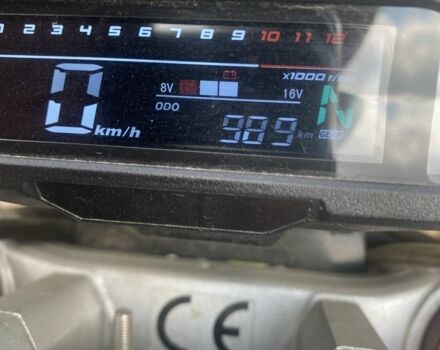 2 3 4 5 6 7 8 9 10 11 12
x1000 r/min
8V 16V
ODO
0 km/h 989 km N
GEAR
CE